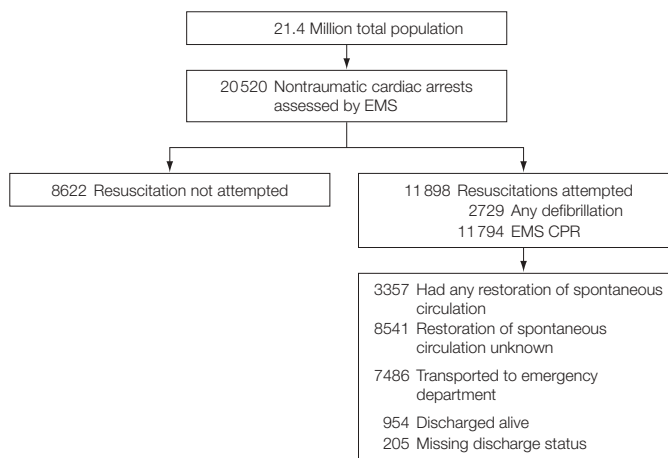 21.4 Million total population
20520 Nontraumatic cardiac arrests
assessed by EMS
8622 Resuscitation not attempted
11898 Resuscitations attempted
2729 Any defibrillation
11794 EMS CPR
3357 Had any restoration of spontaneous
circulation
8541 Restoration of spontaneous
circulation unknown
7486 Transported to emergency
department
954 Discharged alive
205 Missing discharge status